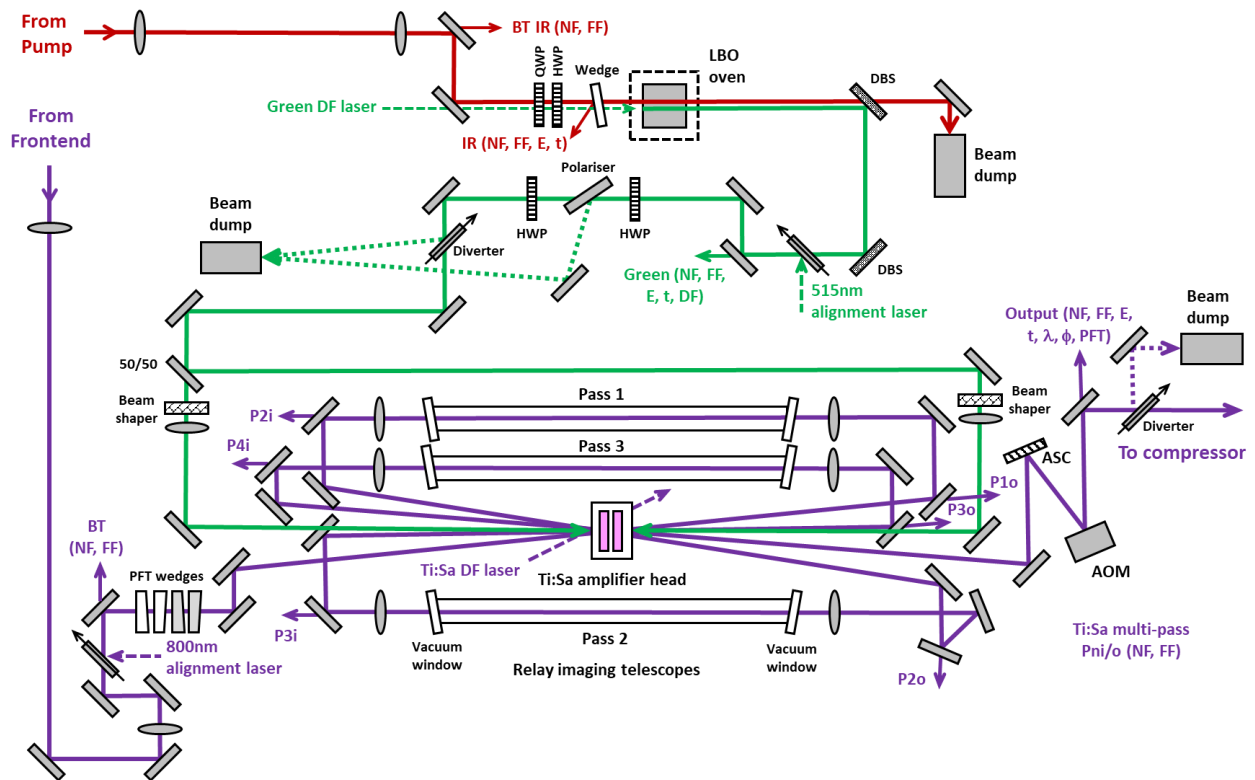 From
Pump
BT IR (NF, FF)
QWP
HWP
Wedge
LBO
oven
DBS
Green DF laser
IR (NF, FF, E, t)
Beam
dump
From
Frontend
Polariser
Beam
dump
HWP
HWP
Diverter
DBS
Green (NF, FF,
E, t, DF)
515nm
alignment laser
Output (NF, FF, E,
t, λ, ϕ, PFT)
Beam
dump
50/50
Beam
shaper
Pass 1
Beam
shaper
Diverter
P2i
To compressor
P4i
Pass 3
ASC
P1o
P3o
BT
(NF, FF)
Ti:Sa DF laser
Ti:Sa amplifier head
AOM
PFT wedges
P3i
Pass 2
Ti:Sa multi-pass
Pni/o (NF, FF)
800nm
alignment laser
Vacuum
window
Vacuum
window
Relay imaging telescopes
P2o